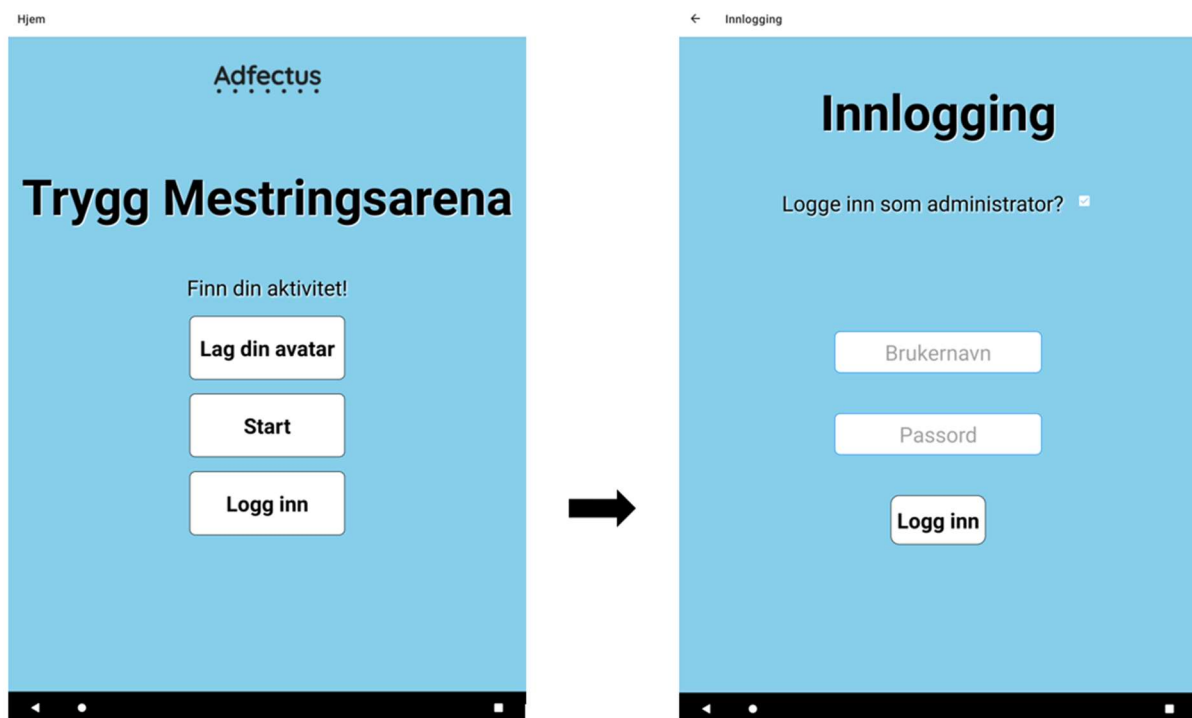 Hjem
Adfectus
Trygg Mestringsarena
Finn din aktivitet!
Lag din avatar
Start
Logg inn
Innlogging
Innlogging
Logge inn som administrator?
Brukernavn
Passord
Logg inn